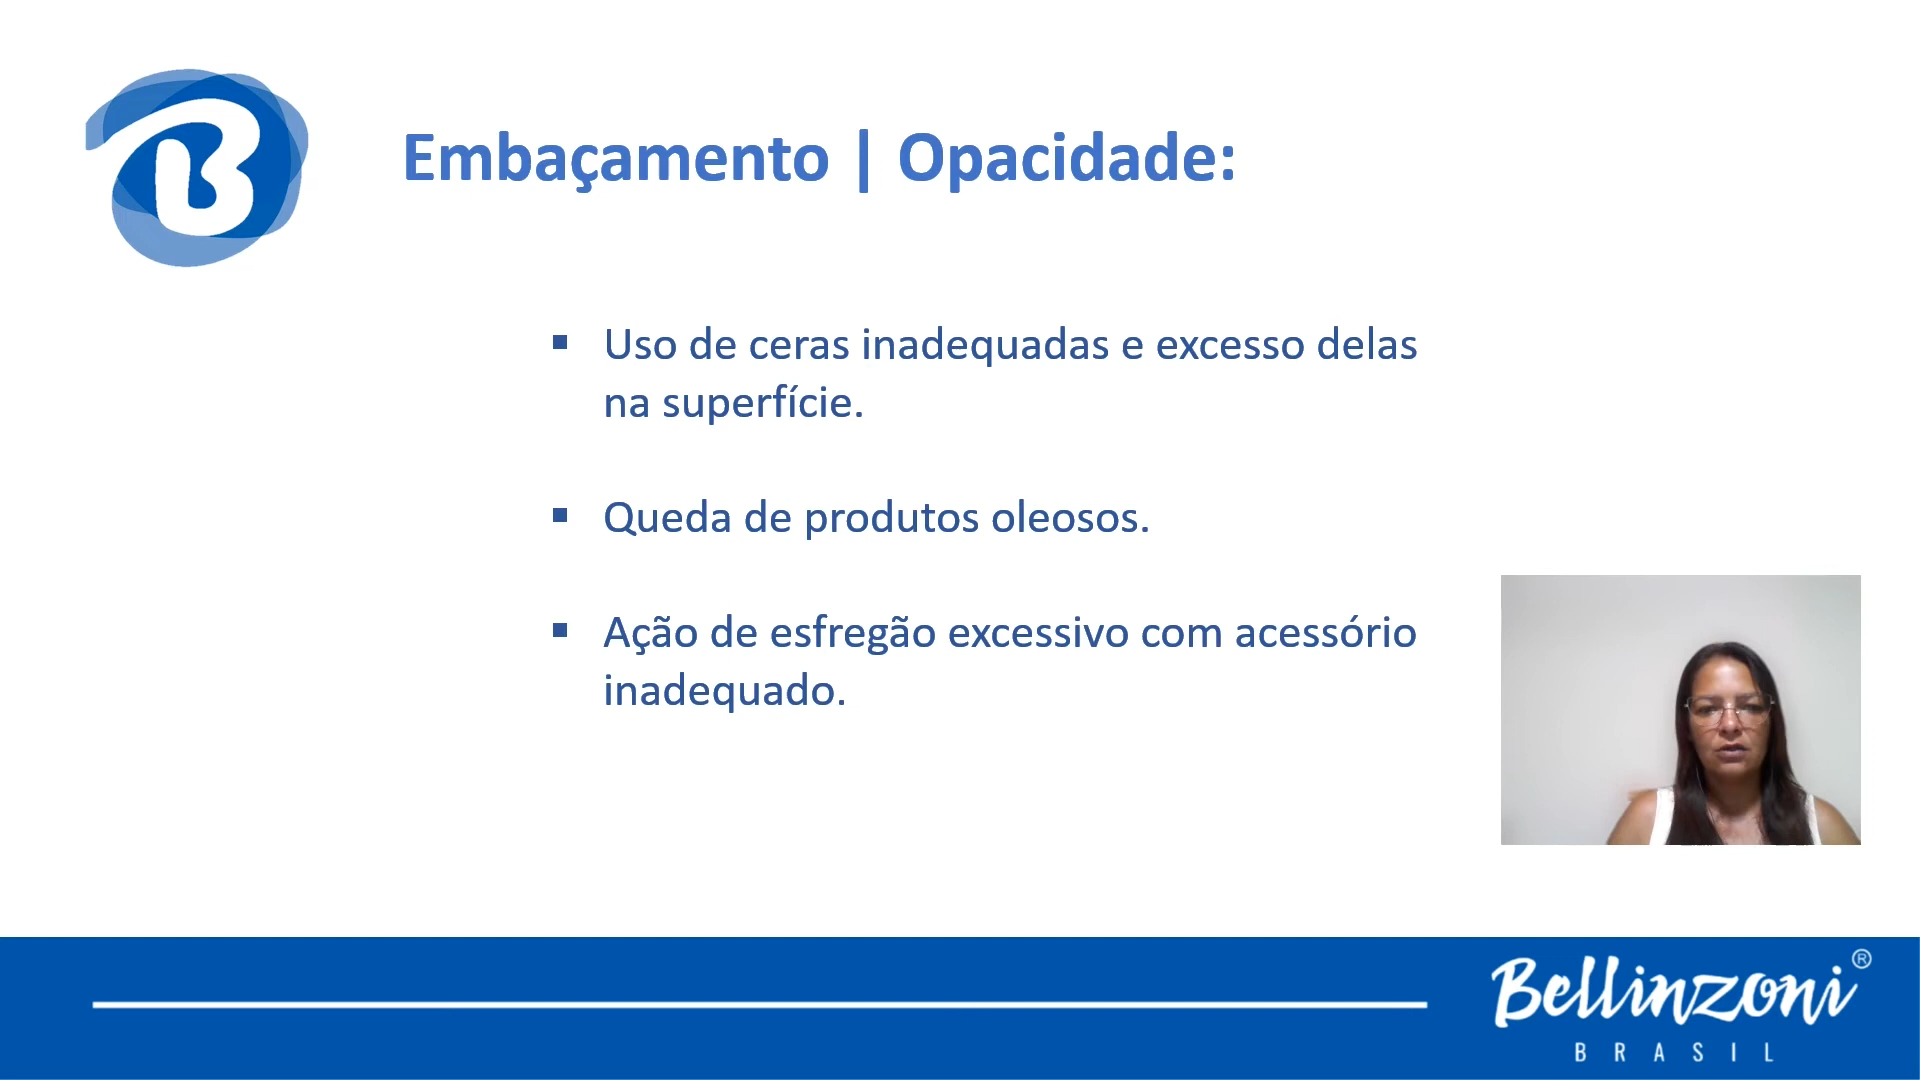 B
Embaçamento | Opacidade:
▪ Uso de ceras inadequadas e excesso delas
na superfície.
▪ Queda de produtos oleosos.
▪ Ação de esfregão excessivo com acessório
inadequado.
Bellinzoni®
BRASIL